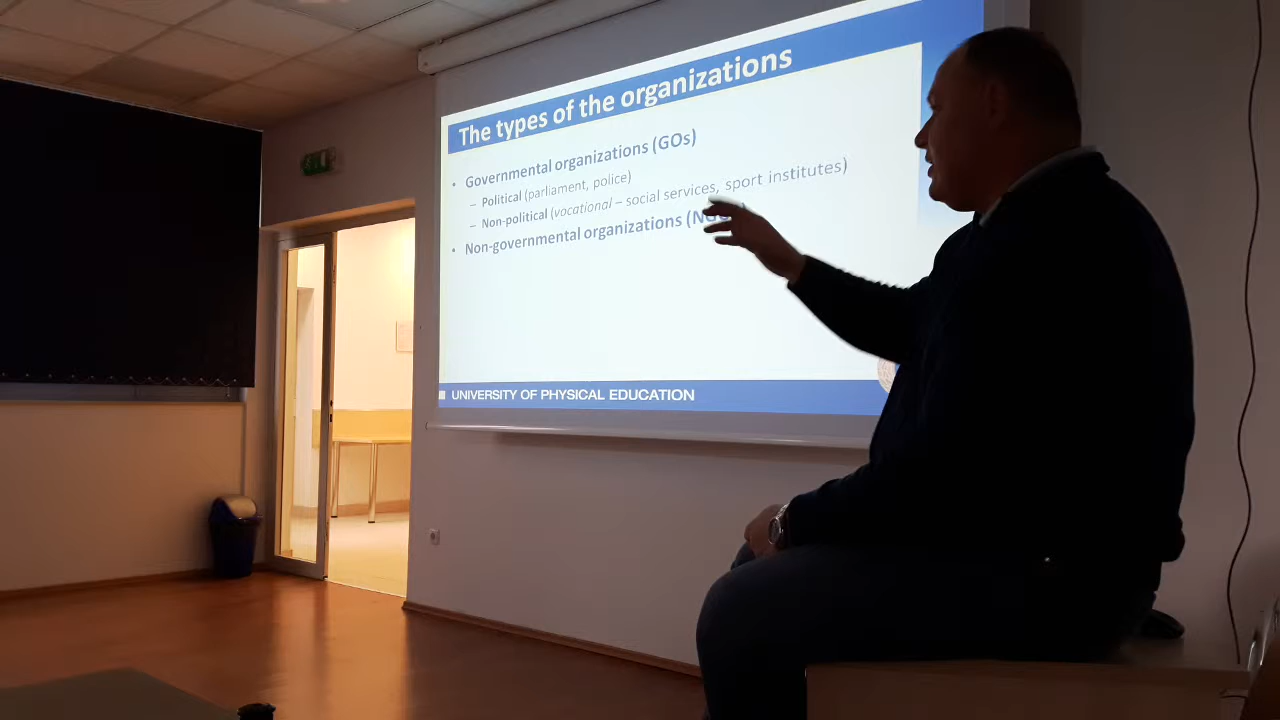 The types of the organizations
• Governmental organizations (GOs)
– Political (parliament, police)
– Non-political (vocational – social services, sport institutes)
• Non-governmental organizations
UNIVERSITY OF PHYSICAL EDUCATION